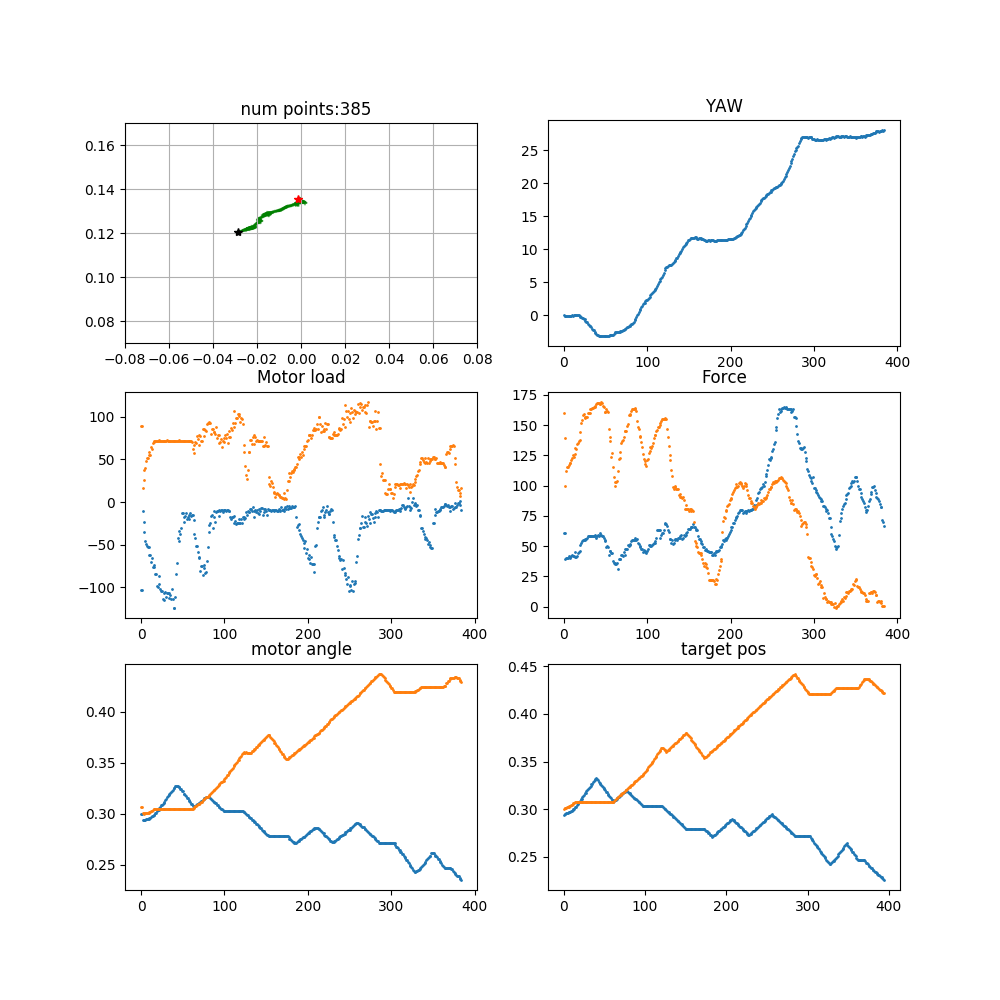 num points:385
0.16
0.14
0.12
0.10
0.08
−0.08 −0.06 −0.04 −0.02 0.00 0.02 0.04 0.06 0.08
YAW
25
20
15
10
5
0
0 100 200 300 400
Motor load
100
50
0
−50
−100
0 100 200 300 400
Force
175
150
125
100
75
50
25
0
0 100 200 300 400
motor angle
0.40
0.35
0.30
0.25
0 100 200 300 400
target pos
0.45
0.40
0.35
0.30
0.25
0 100 200 300 400